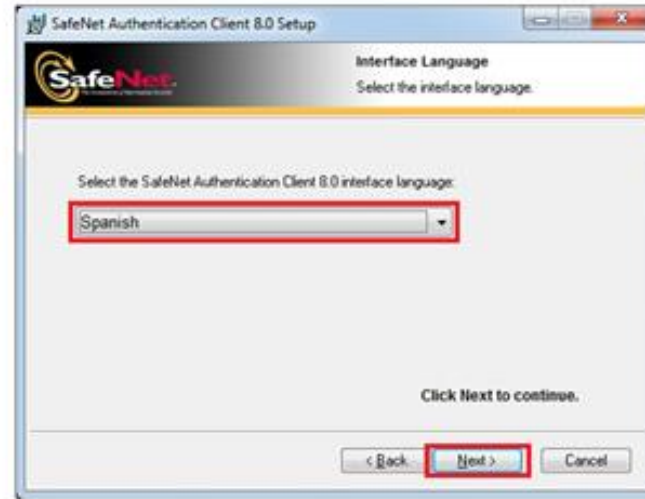 SafeNet Authentication Client 8.0 Setup
SafeNet.
Interface Language
Select the interface language.
Select the SafeNet Authentication Client 8.0 interface language:
Spanish
Click Next to continue.
< Back
Next >
Cancel